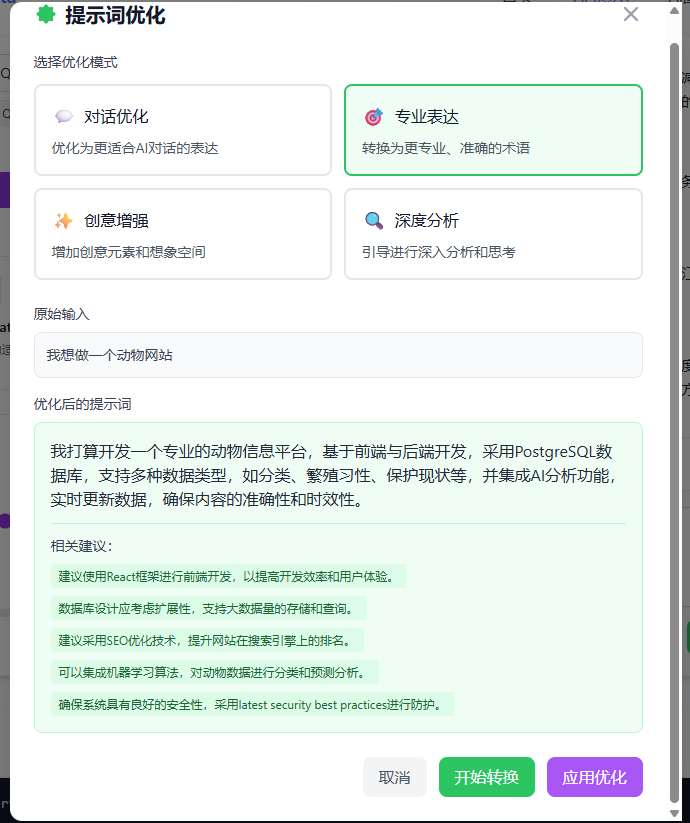 提示词优化
选择优化模式
对话优化
优化为更适合AI对话的表达
专业表达
转换为更专业、准确的术语
创意增强
增加创意元素和想象空间
深度分析
引导进行深入分析和思考
原始输入
我想做一个动物网站
优化后的提示词
我打算开发一个专业的动物信息平台，基于前端与后端开发，采用PostgreSQL数
据库，支持多种数据类型，如分类、繁殖习性、保护现状等，并集成AI分析功能，
实时更新数据，确保内容的准确性和时效性。
相关建议：
建议使用React框架进行前端开发，以提高开发效率和用户体验。
数据库设计应考虑扩展性，支持大数据量的存储和查询。
建议采用SEO优化技术，提升网站在搜索引擎上的排名。
可以集成机器学习算法，对动物数据进行分类和预测分析。
确保系统具有良好的安全性，采用latest security best practices进行防护。
取消
开始转换
应用优化